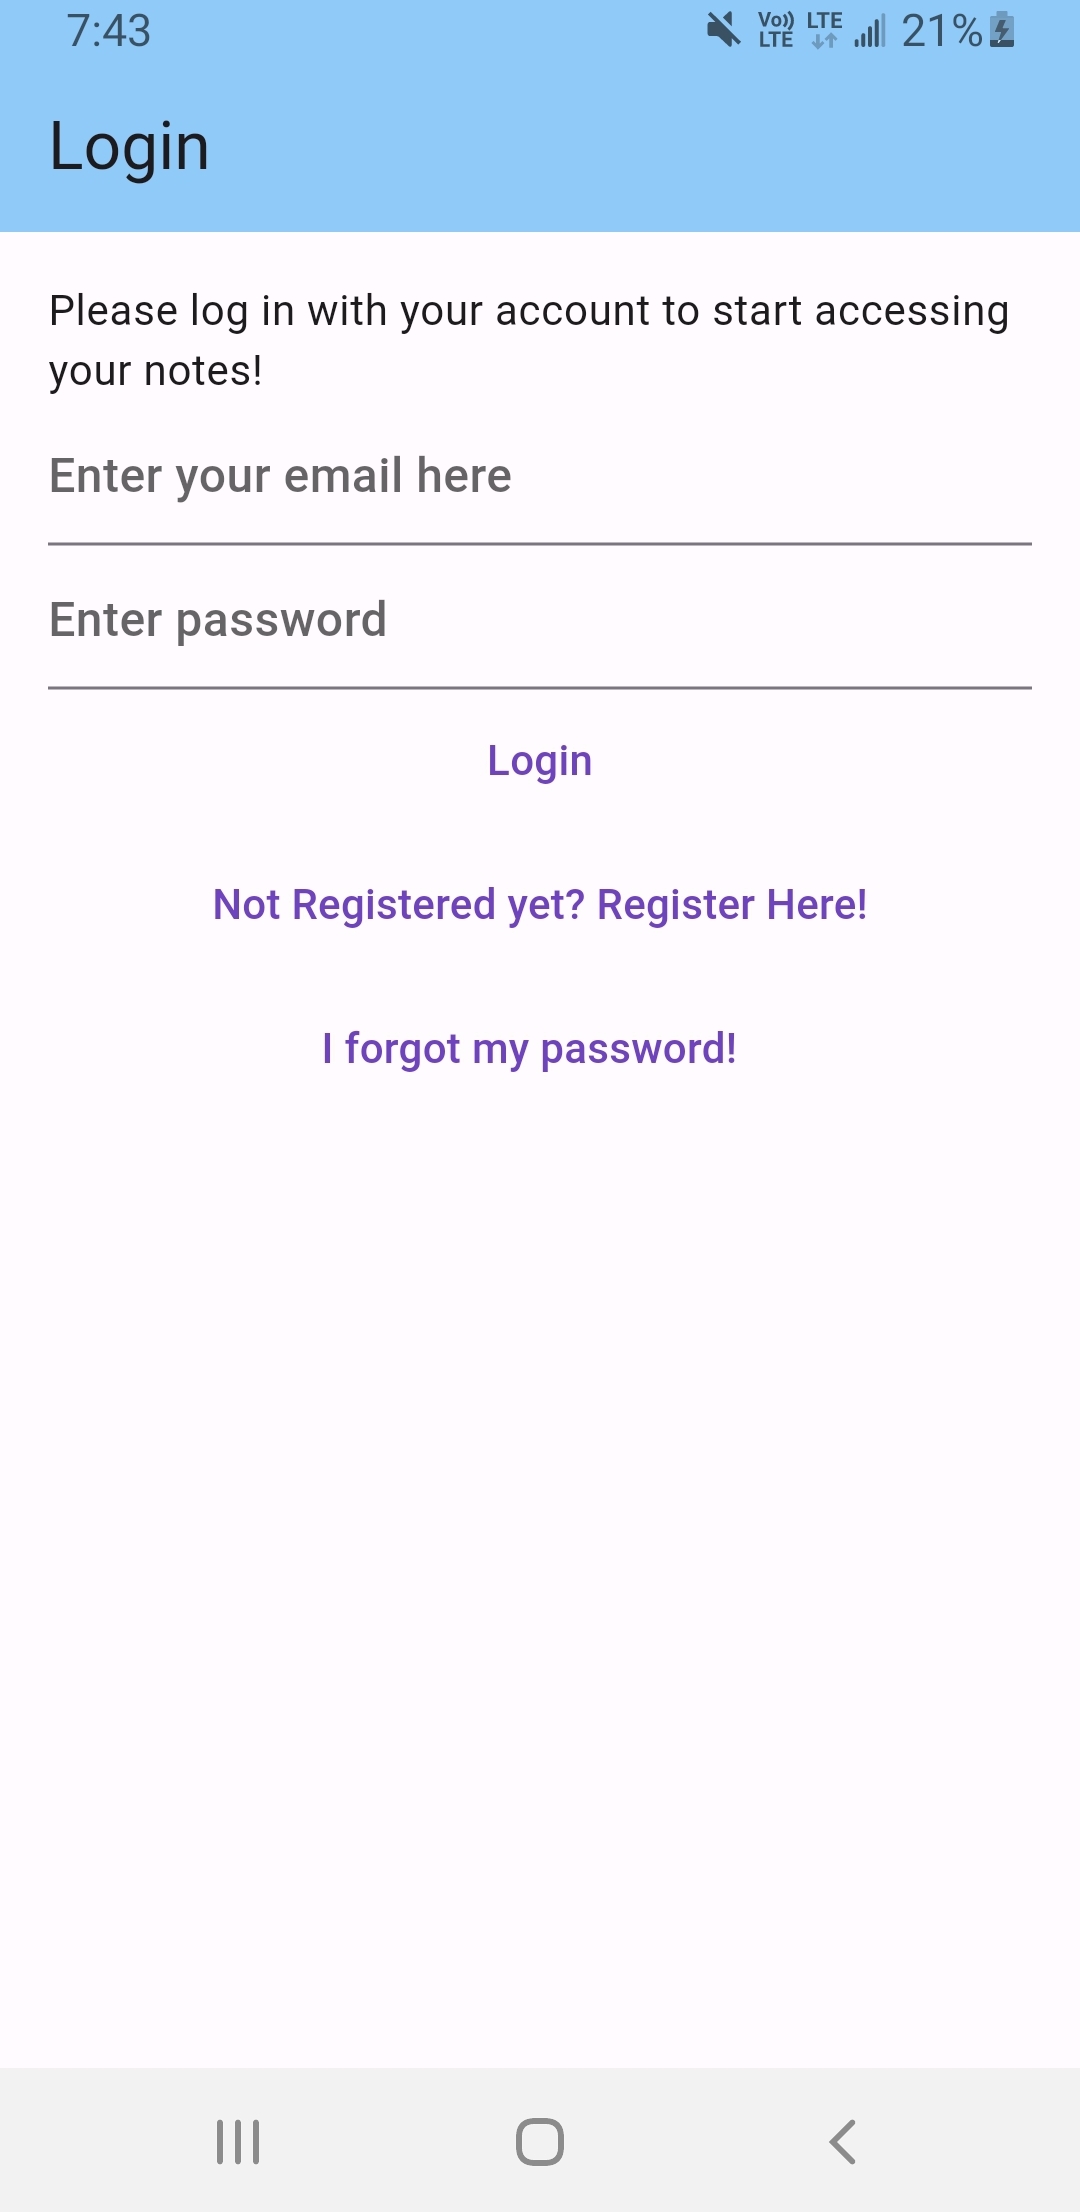 7:43 Vo)) LTE LTE 21%
Login
Please log in with your account to start accessing
your notes!
Enter your email here
Enter password
Login
Not Registered yet? Register Here!
I forgot my password!